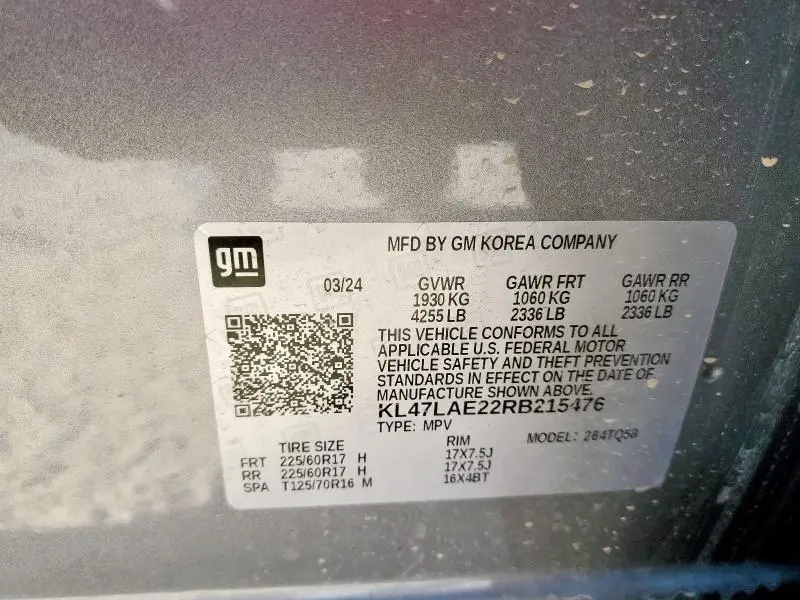 gm
MFD BY GM KOREA COMPANY
03/24 GVWR GAWR FRT GAWR RR
1930 KG 1060 KG 1060 KG
4255 LB 2336 LB 2336 LB
THIS VEHICLE CONFORMS TO ALL
APPLICABLE U.S. FEDERAL MOTOR
VEHICLE SAFETY AND THEFT PREVENTION
STANDARDS IN EFFECT ON THE DATE OF
MANUFACTURE SHOWN ABOVE.
KL47LAE22RB215476
TYPE: MPV MODEL: 264TQ58
TIRE SIZE RIM
FRT 225/60R17 H 17X7.5J
RR 225/60R17 H 17X7.5J
SPA T125/70R16 M 16X4BT